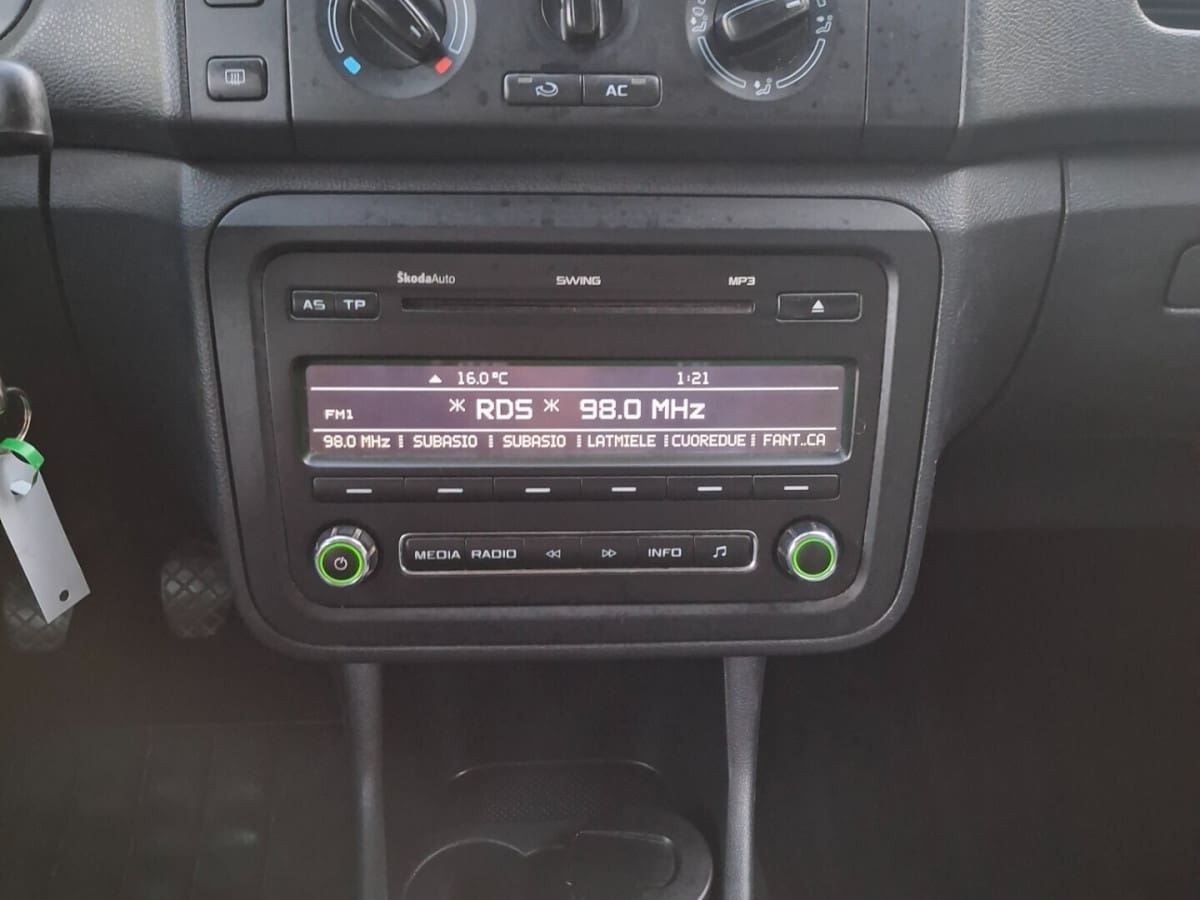 AC
ŠkodaAuto SWING MP3
AS TP
16.0°C 1:21
FM1 * RDS * 98.0 MHz
98.0 MHz SUBASIO SUBASIO LATMIELE CUOREDUE FANT..CA
MEDIA RADIO INFO